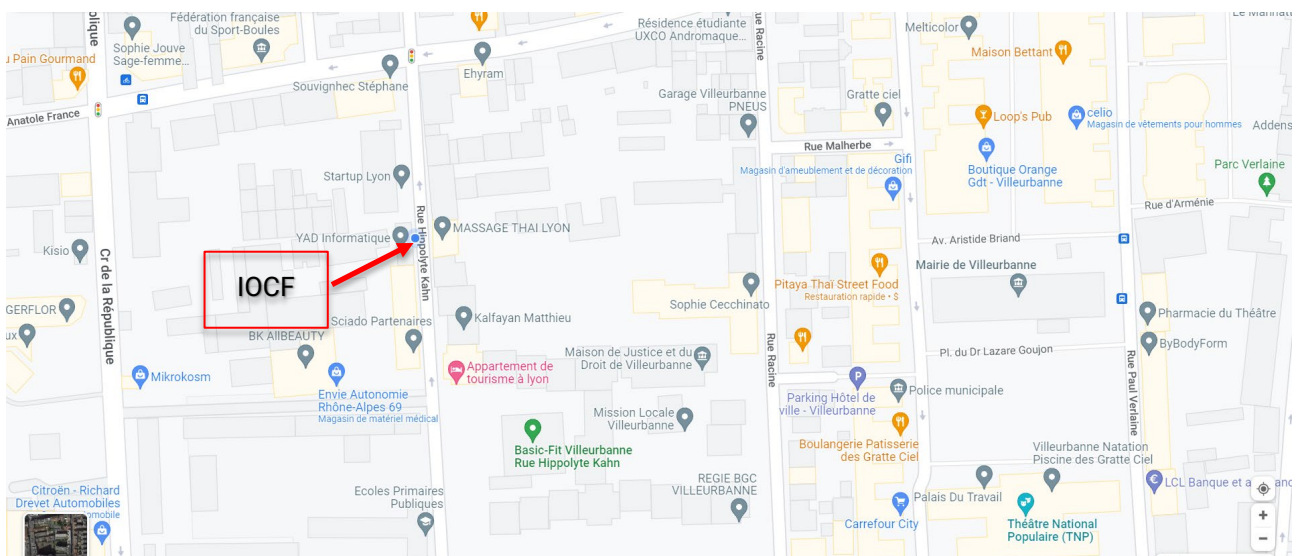 olique
Fédération française
du Sport-Boules
Sophie Jouve
Sage-femme...
u Pain Gourmand
Anatole France
Souvignhec Stéphane
Ehyram
Résidence étudiante
UXCO Andromaque...
ue Racine
Garage Villeurbanne
PNEUS
Melticolor
Maison Bettant
Gratte ciel
Loop's Pub
celio
Magasin de vêtements pour hommes
Addens
Rue Malherbe
Gifi
Magasin d'ameublement et de décoration
Boutique Orange
Gdt - Villeurbanne
Parc Verlaine
Rue d'Arménie
Startup Lyon
YAD Informatique
MASSAGE THAI LYON
Rue Hippolyte Kahn
Kisio
Cr de la République
IOCF
Av. Aristide Briand
Mairie de Villeurbanne
Pitaya Thaï Street Food
Restauration rapide • $
Sophie Cecchinato
GERFLOR
ux
Sciado Partenaires
BK AllBEAUTY
Kalfayan Matthieu
Pharmacie du Théâtre
ByBodyForm
Pl. du Dr Lazare Goujon
Maison de Justice et du
Droit de Villeurbanne
Rue Racine
Rue Paul Verlaine
Mikrokosm
Appartement de
tourisme à lyon
Envie Autonomie
Rhône-Alpes 69
Magasin de matériel médical
P
Parking Hôtel de
ville - Villeurbanne
Police municipale
Mission Locale
Villeurbanne
Basic-Fit Villeurbanne
Rue Hippolyte Kahn
Boulangerie Patisserie
des Gratte Ciel
Villeurbanne Natation
Piscine des Gratte Ciel
REGIE BGC
VILLEURBANNE
LCL Banque et a
Citroën - Richard
Drevet Automobiles
omobile
Ecoles Primaires
Publiques
Carrefour City
Palais Du Travail
Théâtre National
Populaire (TNP)